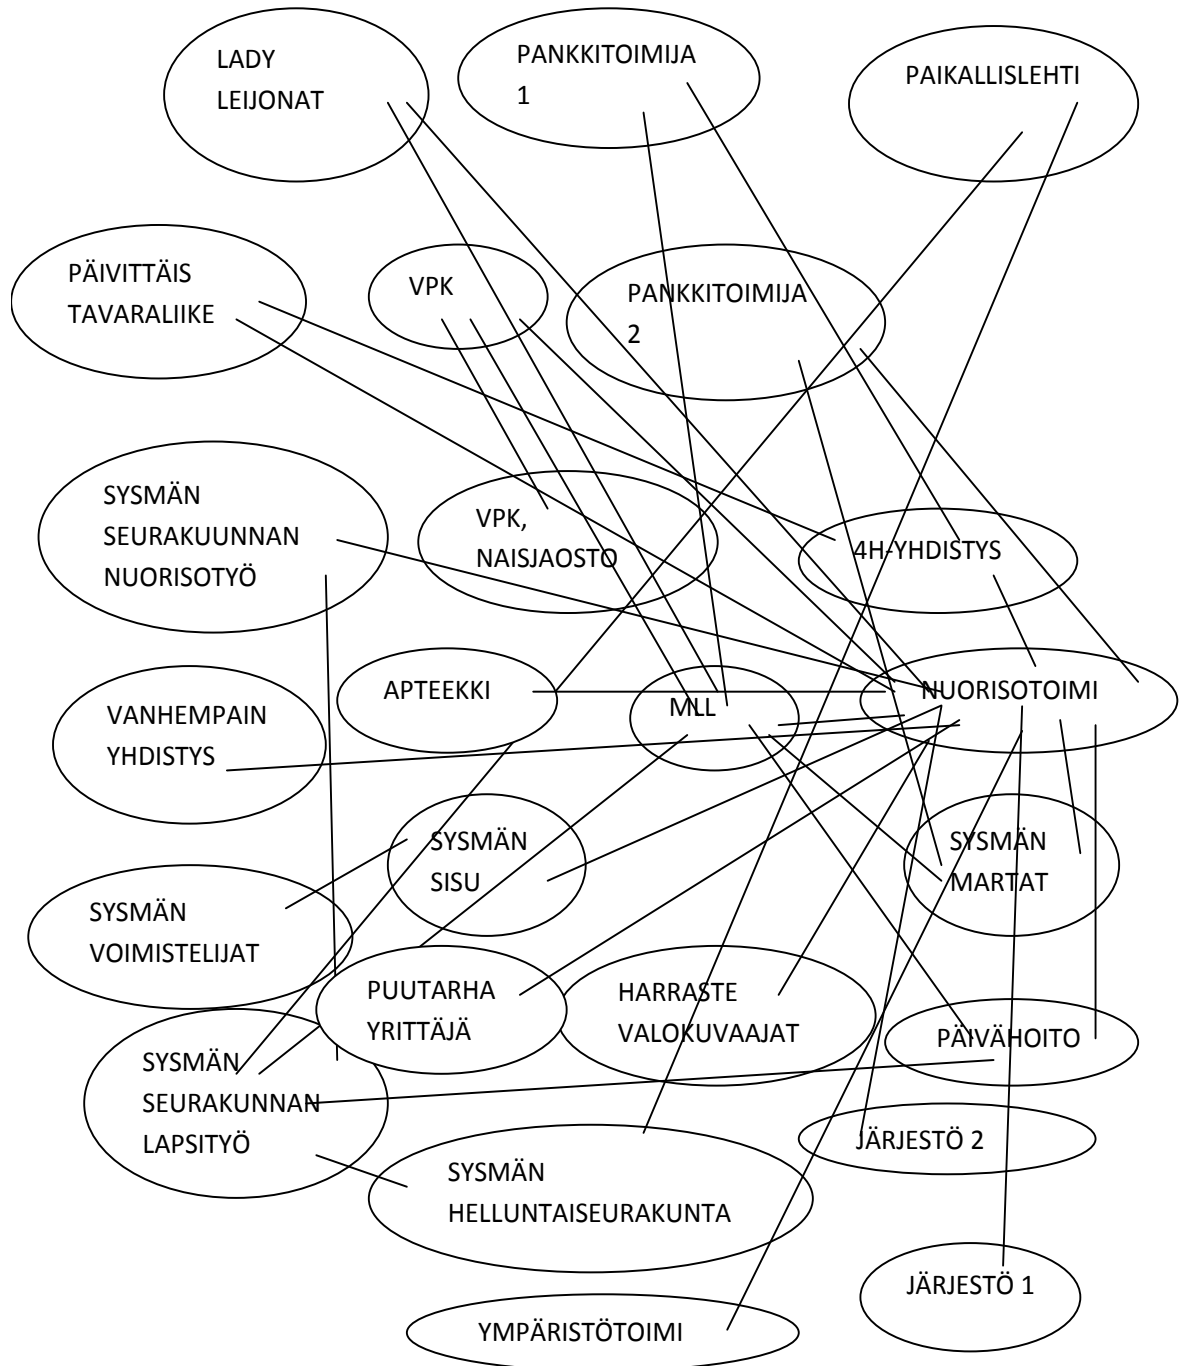 LADY
LEIJONAT
PANKKITOIMIJA
1
PAIKALLISLEHTI
PÄIVITTÄIS
TAVARALIIKE
VPK
PANKKITOIMIJA
2
SYSMÄN
SEURAKUUNNAN
NUORISOTYÖ
VPK,
NAISJAOSTO
4H-YHDISTYS
VANHEMPAIN
YHDISTYS
APTEEKKI
MLL
NUORISOTOIMI
SYSMÄN
VOIMISTELIJAT
SYSMÄN
SISU
SYSMÄN
MARTAT
PUUTARHA
YRITTÄJÄ
HARRASTE
VALOKUVAAJAT
PÄIVÄHOITO
SYSMÄN
SEURAKUNNAN
LAPSITYÖ
JÄRJESTÖ 2
SYSMÄN
HELLUNTAISEURAKUNTA
JÄRJESTÖ 1
YMPÄRISTÖTOIMI